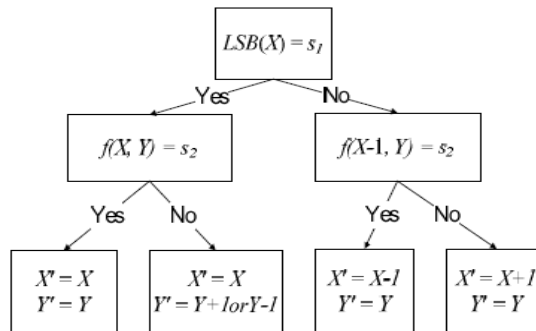 LSB(X) = s₁
Yes No
f(X, Y) = s₂ f(X-1, Y) = s₂
Yes No Yes No
X' = X X' = X X' = X-1 X' = X+1
Y' = Y Y' = Y+1orY-1 Y' = Y Y' = Y